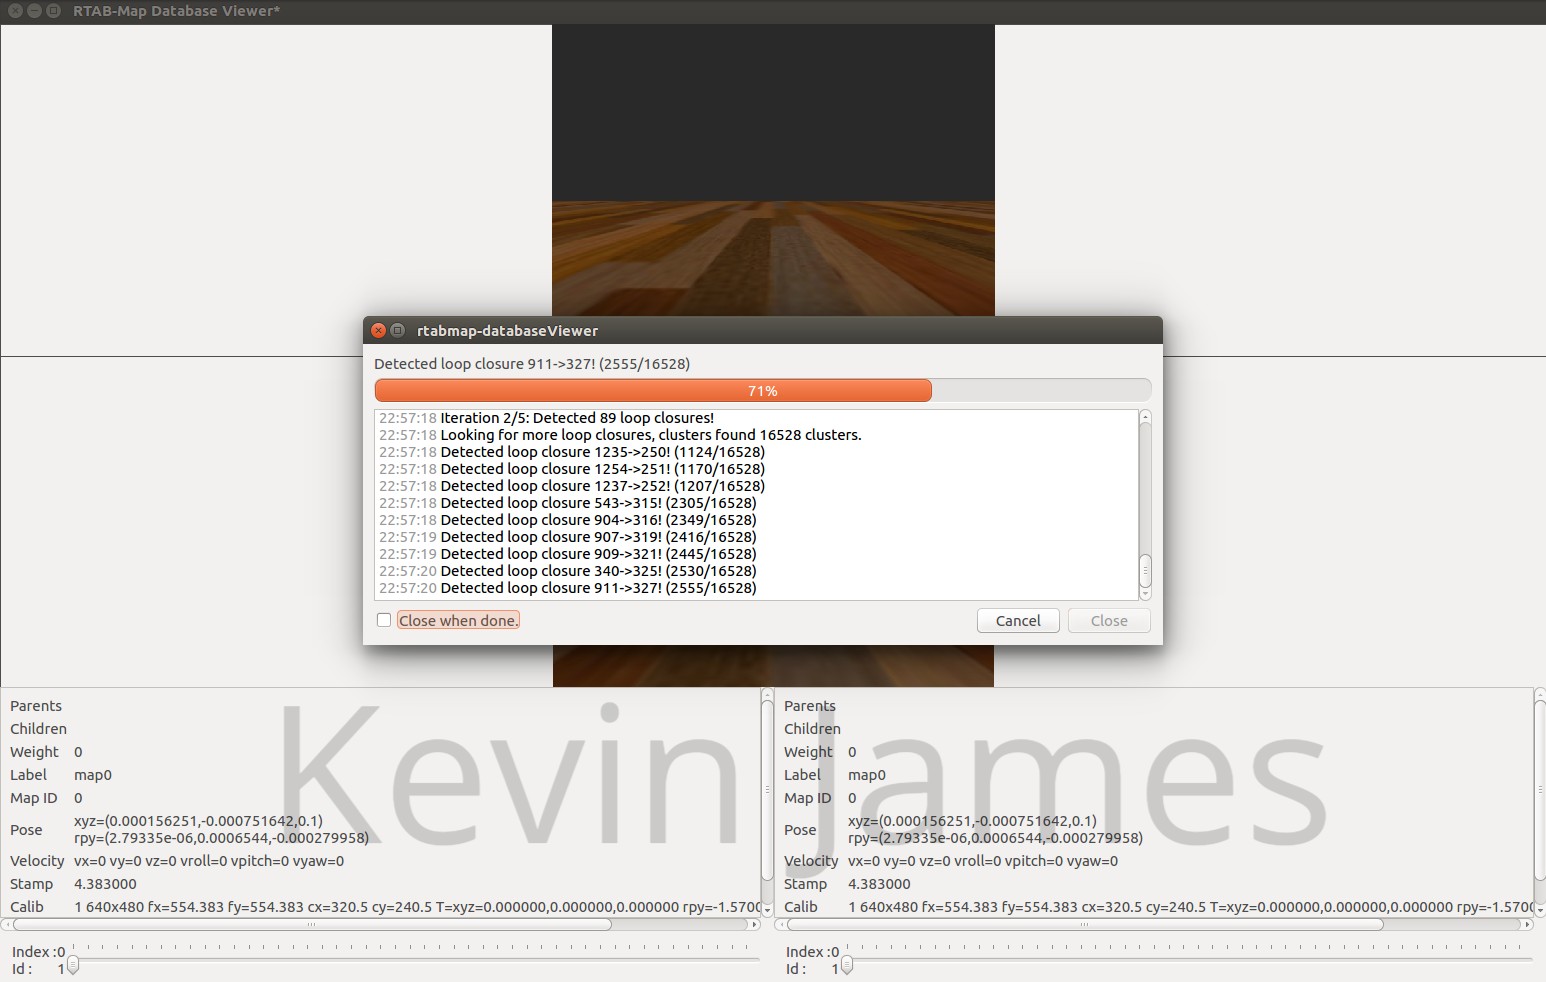 RTAB-Map Database Viewer*
rtabmap-databaseViewer
Detected loop closure 911->327! (2555/16528)
71%
22:57:18 Iteration 2/5: Detected 89 loop closures!
22:57:18 Looking for more loop closures, clusters found 16528 clusters.
22:57:18 Detected loop closure 1235->250! (1124/16528)
22:57:18 Detected loop closure 1254->251! (1170/16528)
22:57:18 Detected loop closure 1237->252! (1207/16528)
22:57:18 Detected loop closure 543->315! (2305/16528)
22:57:18 Detected loop closure 904->316! (2349/16528)
22:57:19 Detected loop closure 907->319! (2416/16528)
22:57:19 Detected loop closure 909->321! (2445/16528)
22:57:20 Detected loop closure 340->325! (2530/16528)
22:57:20 Detected loop closure 911->327! (2555/16528)
Close when done.
Cancel
Close
Kevin James
Parents
Children
Weight 0
Label map0
Map ID 0
Pose xyz=(0.000156251,-0.000751642,0.1)
rpy=(2.79335e-06,0.0006544,-0.000279958)
Velocity vx=0 vy=0 vz=0 vroll=0 vpitch=0 vyaw=0
Stamp 4.383000
Calib 1 640x480 fx=554.383 fy=554.383 cx=320.5 cy=240.5 T=xyz=0.000000,0.000000,0.000000 rpy=-1.570
Index :0
Id : 1
Parents
Children
Weight 0
Label map0
Map ID 0
Pose xyz=(0.000156251,-0.000751642,0.1)
rpy=(2.79335e-06,0.0006544,-0.000279958)
Velocity vx=0 vy=0 vz=0 vroll=0 vpitch=0 vyaw=0
Stamp 4.383000
Calib 1 640x480 fx=554.383 fy=554.383 cx=320.5 cy=240.5 T=xyz=0.000000,0.000000,0.000000 rpy=-1.570
Index :0
Id : 1